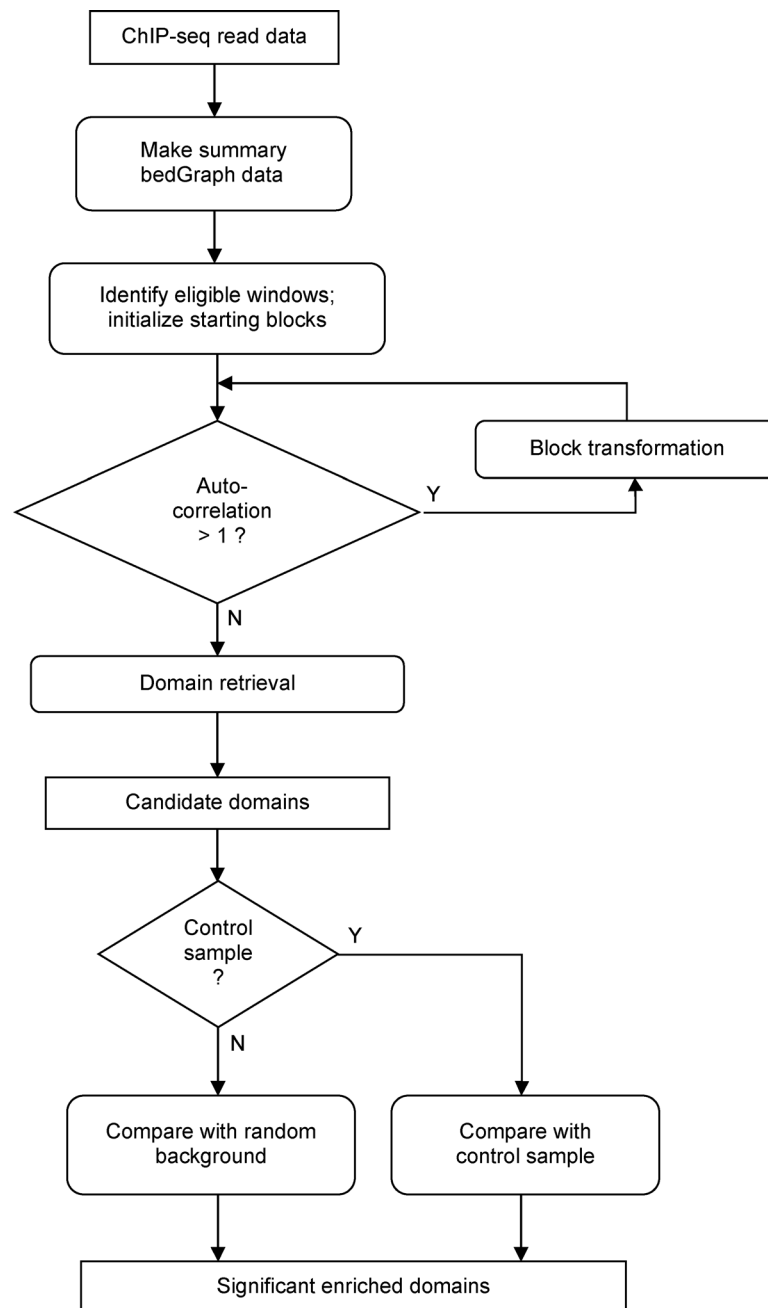 ChIP-seq read data
Make summary
bedGraph data
Identify eligible windows;
initialize starting blocks
Block transformation
Auto-
correlation
> 1 ?
Y
N
Domain retrieval
Candidate domains
Control
sample
?
Y
N
Compare with random
background
Compare with
control sample
Significant enriched domains